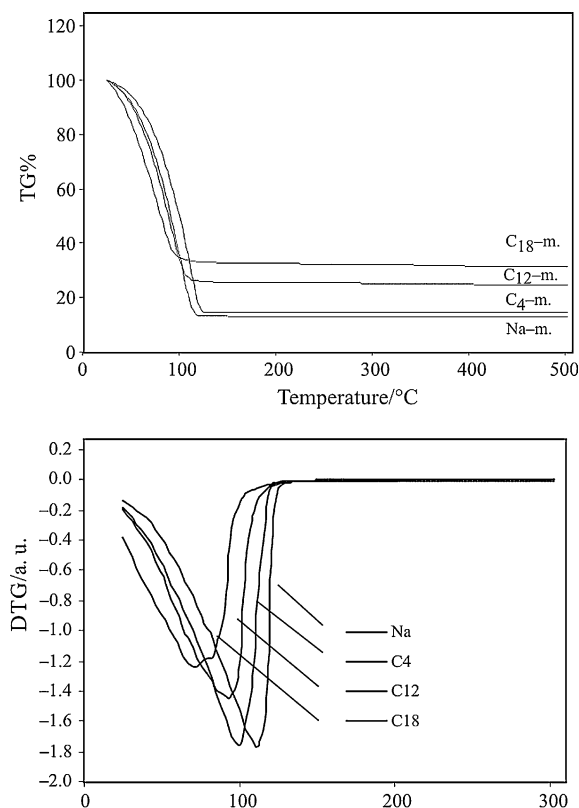 120
100
80
60
40
20
0
TG%
C18–m.
C12–m.
C4–m.
Na–m.
0 100 200 300 400 500
Temperature/°C
0.2
0.0
–0.2
–0.4
–0.6
–0.8
–1.0
–1.2
–1.4
–1.6
–1.8
–2.0
DTG/a. u.
Na
C4
C12
C18
0 100 200 300